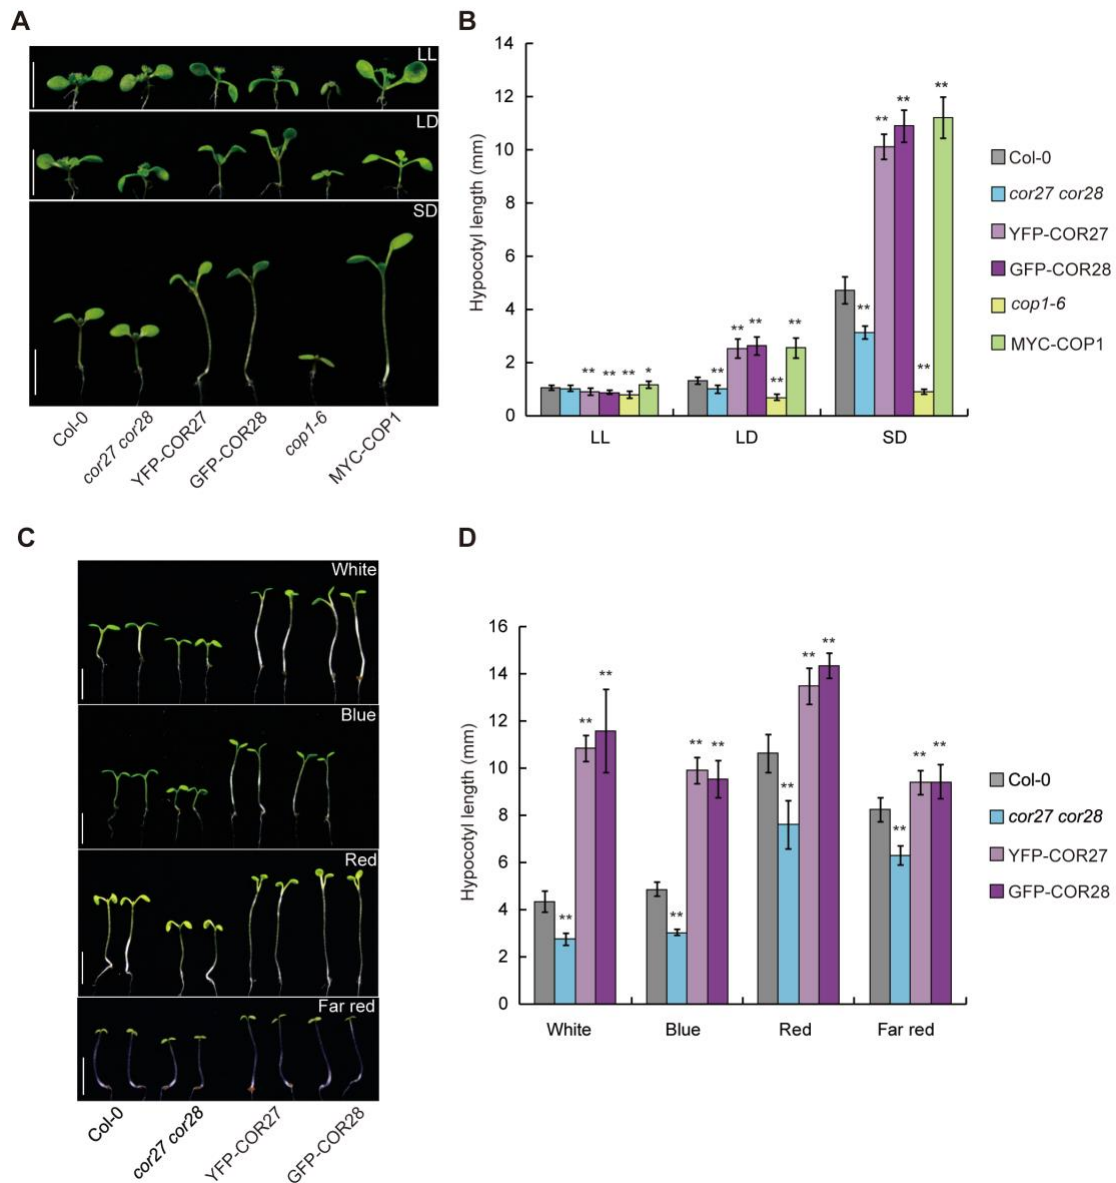 A
LL
LD
SD
Col-0
cor27 cor28
YFP-COR27
GFP-COR28
cop1-6
MYC-COP1
B
Hypocotyl length (mm)
14
12
10
8
6
4
2
0
** ** ** *
** ** ** ** **
** ** ** ** **
LL
LD
SD
Col-0
cor27 cor28
YFP-COR27
GFP-COR28
cop1-6
MYC-COP1
C
White
Blue
Red
Far red
Col-0
cor27 cor28
YFP-COR27
GFP-COR28
D
Hypocotyl length (mm)
16
14
12
10
8
6
4
2
0
** ** **
** ** **
** ** **
** ** **
White
Blue
Red
Far red
Col-0
cor27 cor28
YFP-COR27
GFP-COR28